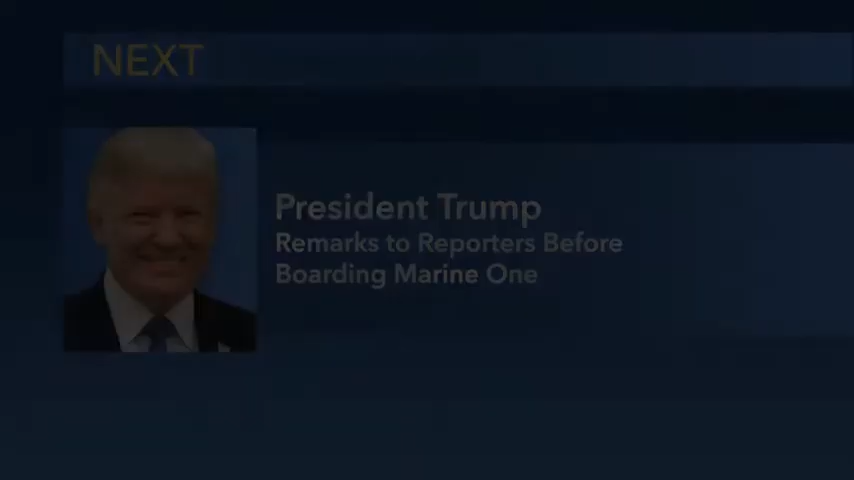 NEXT
President Trump
Remarks to Reporters Before
Boarding Marine One